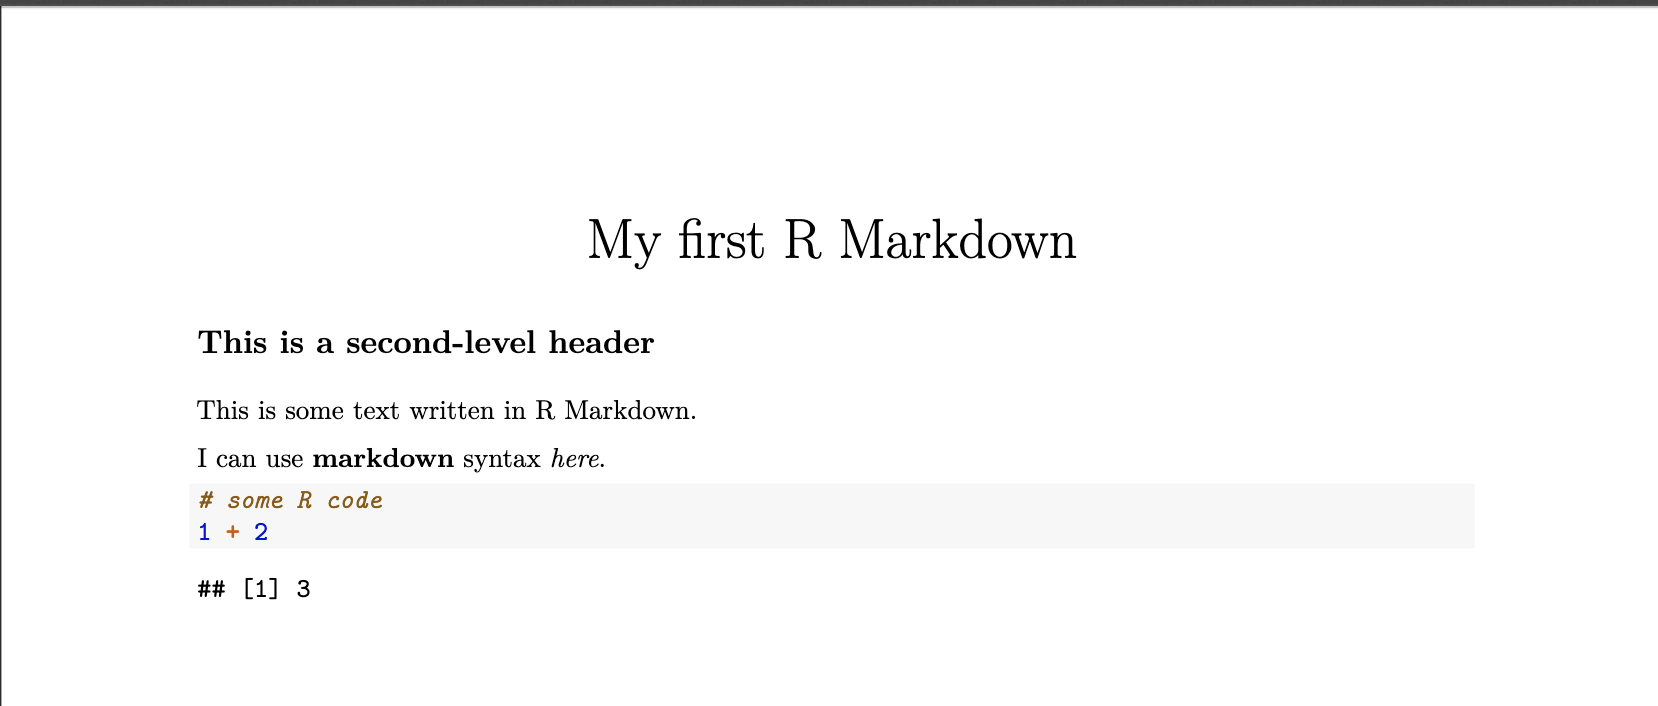 My first R Markdown
This is a second-level header
This is some text written in R Markdown.
I can use markdown syntax here.
# some R code
1 + 2
## [1] 3